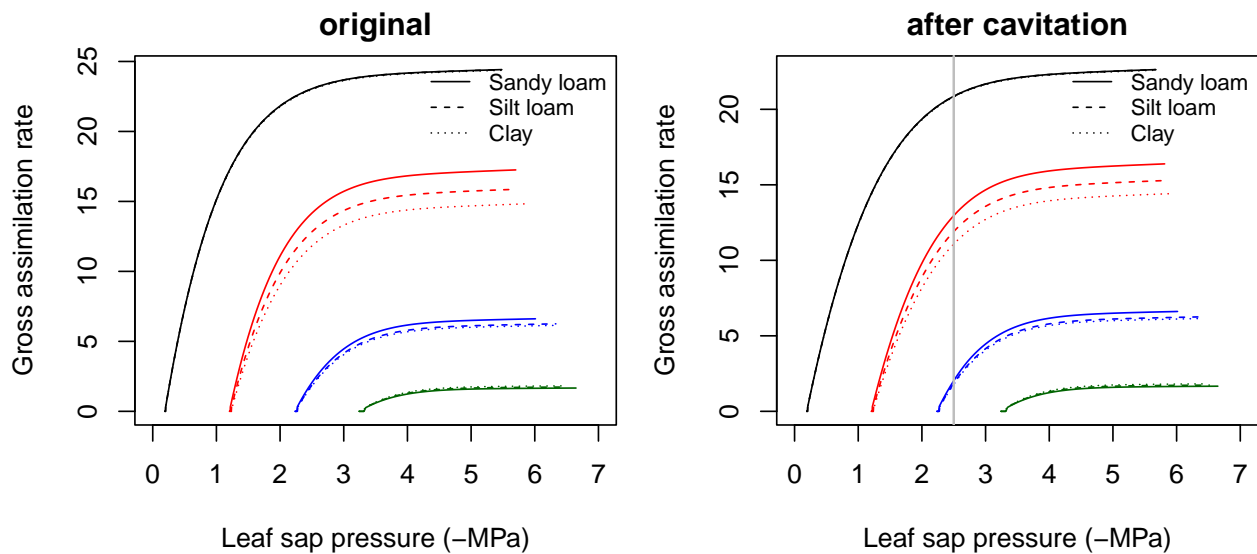 original
Gross assimilation rate
25
20
15
10
5
0
Sandy loam
Silt loam
Clay
0 1 2 3 4 5 6 7
Leaf sap pressure (−MPa)
after cavitation
Gross assimilation rate
20
15
10
5
0
Sandy loam
Silt loam
Clay
0 1 2 3 4 5 6 7
Leaf sap pressure (−MPa)